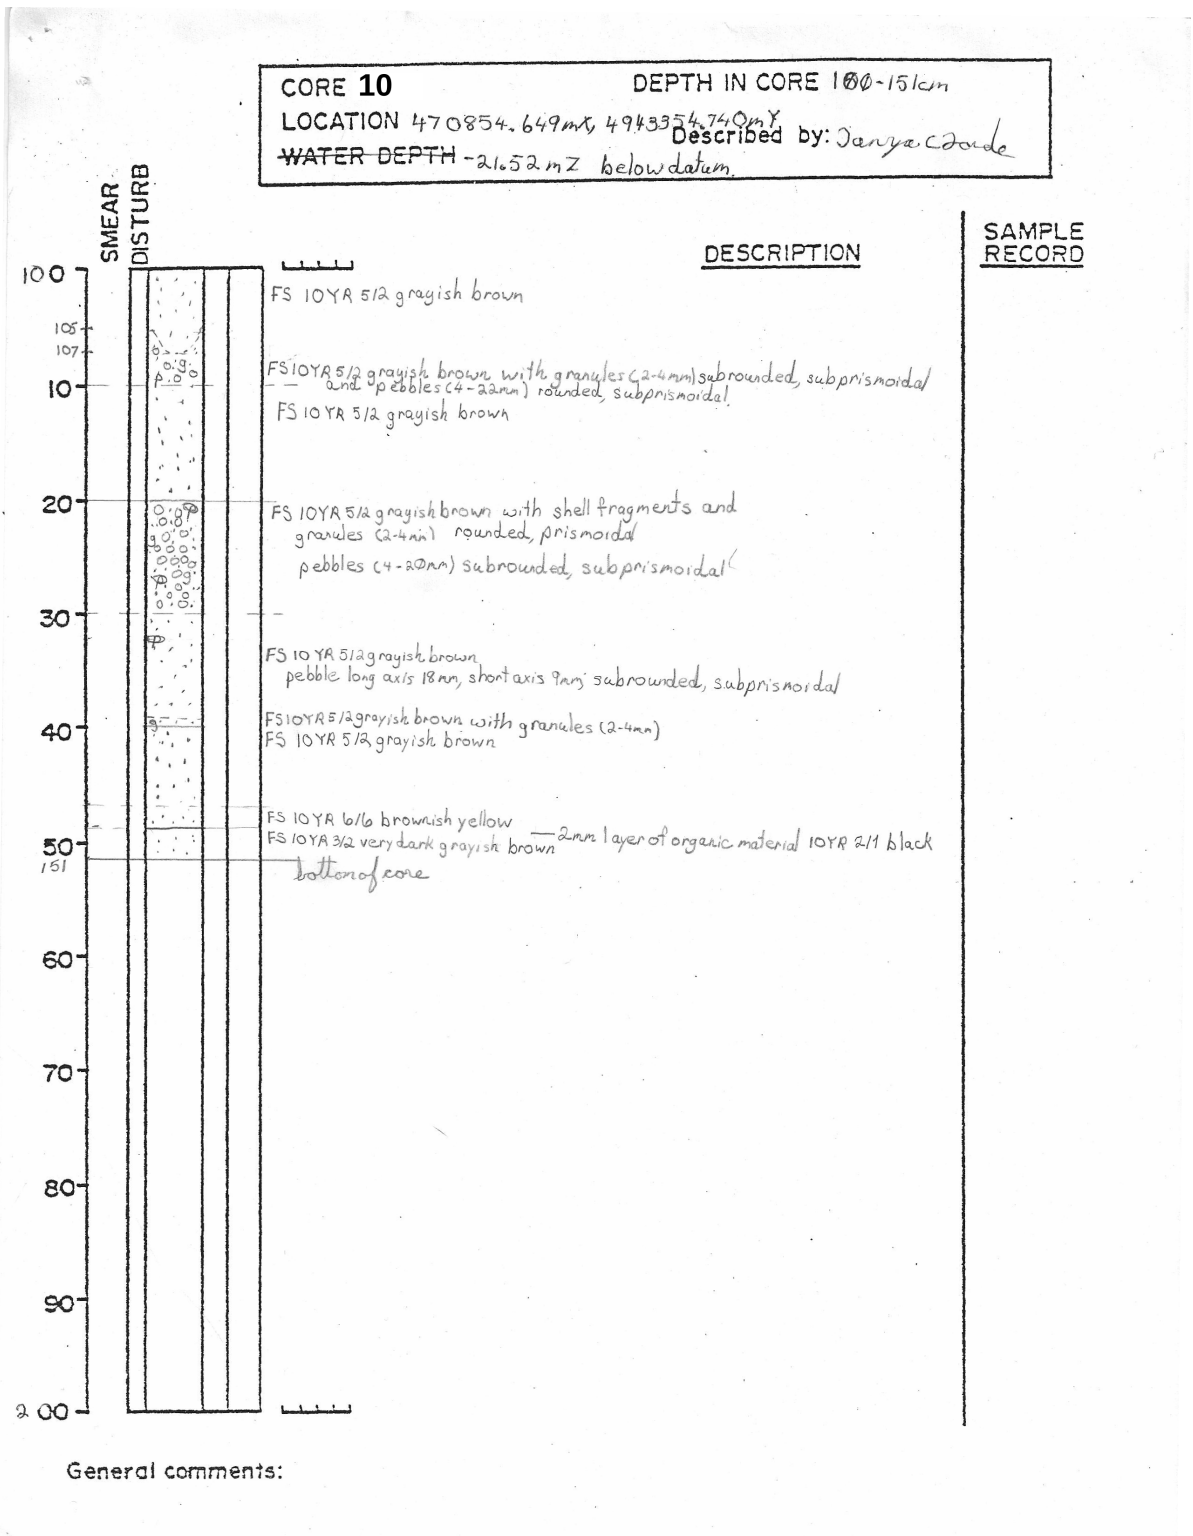 CORE 10 DEPTH IN CORE 100-151cm
LOCATION 470854.649mX, 4943354.740mY
Described by: Tanya C
WATER DEPTH -21.52 mZ below datum.
SMEAR
DISTURB
DESCRIPTION
SAMPLE
RECORD
100
FS 10YR 5/2 grayish brown
105
107
FS 10YR 5/2 grayish brown with granules (2-4mm) subrounded, subprismoidal
10
and pebbles (4-22mm) rounded, subprismoidal.
FS 10YR 5/2 grayish brown
20
FS 10YR 5/2 grayish brown with shell fragments and
granules (2-4mm) rounded, prismoidal
pebbles (4-20mm) subrounded, subprismoidal
30
FS 10YR 5/2 grayish brown
pebble long axis 18mm, short axis 9mm, subrounded, subprismoidal
FS 10YR 5/2 grayish brown with granules (2-4mm)
40
FS 10YR 5/2 grayish brown
FS 10YR 6/6 brownish yellow
50
FS 10YR 3/2 very dark grayish brown — 2mm layer of organic material 10YR 2/1 black
151
bottom of core
60
70
80
90
200
General comments: